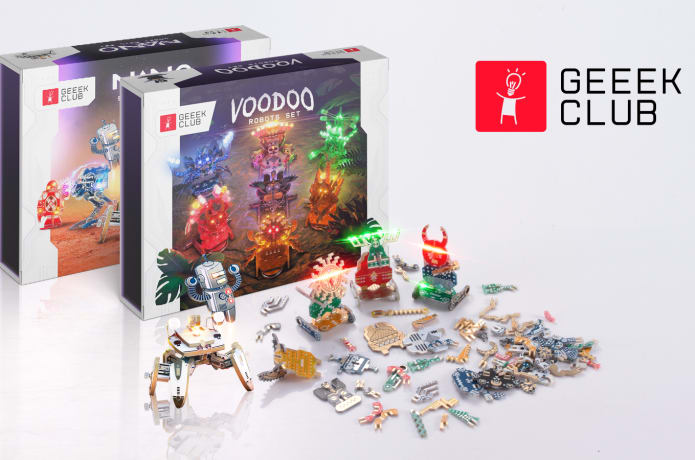 GEEEK
CLUB
GEEEK
CLUB
VOODOO
ROBOTS SET
GEEEK
CLUB